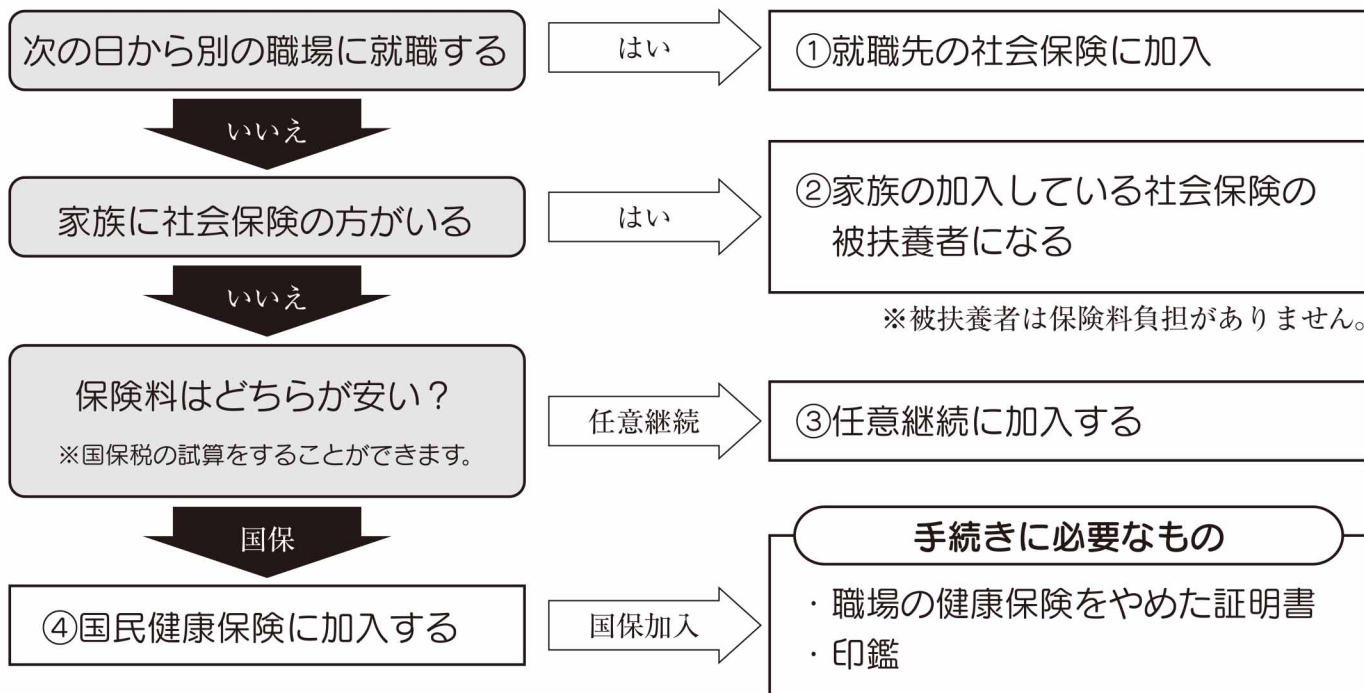 次の日から別の職場に就職する
はい
①就職先の社会保険に加入
いいえ
家族に社会保険の方がいる
はい
②家族の加入している社会保険の
被扶養者になる
※被扶養者は保険料負担がありません。
いいえ
保険料はどちらが安い？
※国保税の試算をすることができます。
任意継続
③任意継続に加入する
国保
④国民健康保険に加入する
国保加入
手続きに必要なもの
・職場の健康保険をやめた証明書
・印鑑